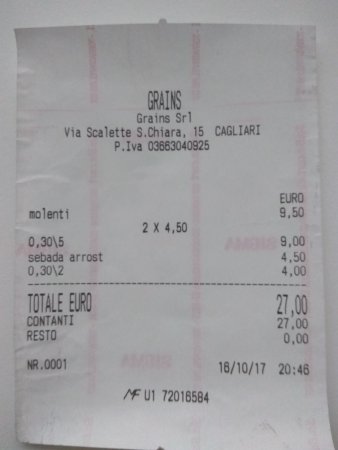 GRAINS
Grains Srl
Via Scalette S.Chiara, 15 CAGLIARI
P.Iva 03663040925
EURO
molenti 9,50
2 X 4,50
0,30\5 9,00
sebada arrost 4,50
0,30\2 4,00
TOTALE EURO 27,00
CONTANTI 27,00
RESTO 0,00
NR.0001 16/10/17 20:46
MF U1 72016564
SIGMA